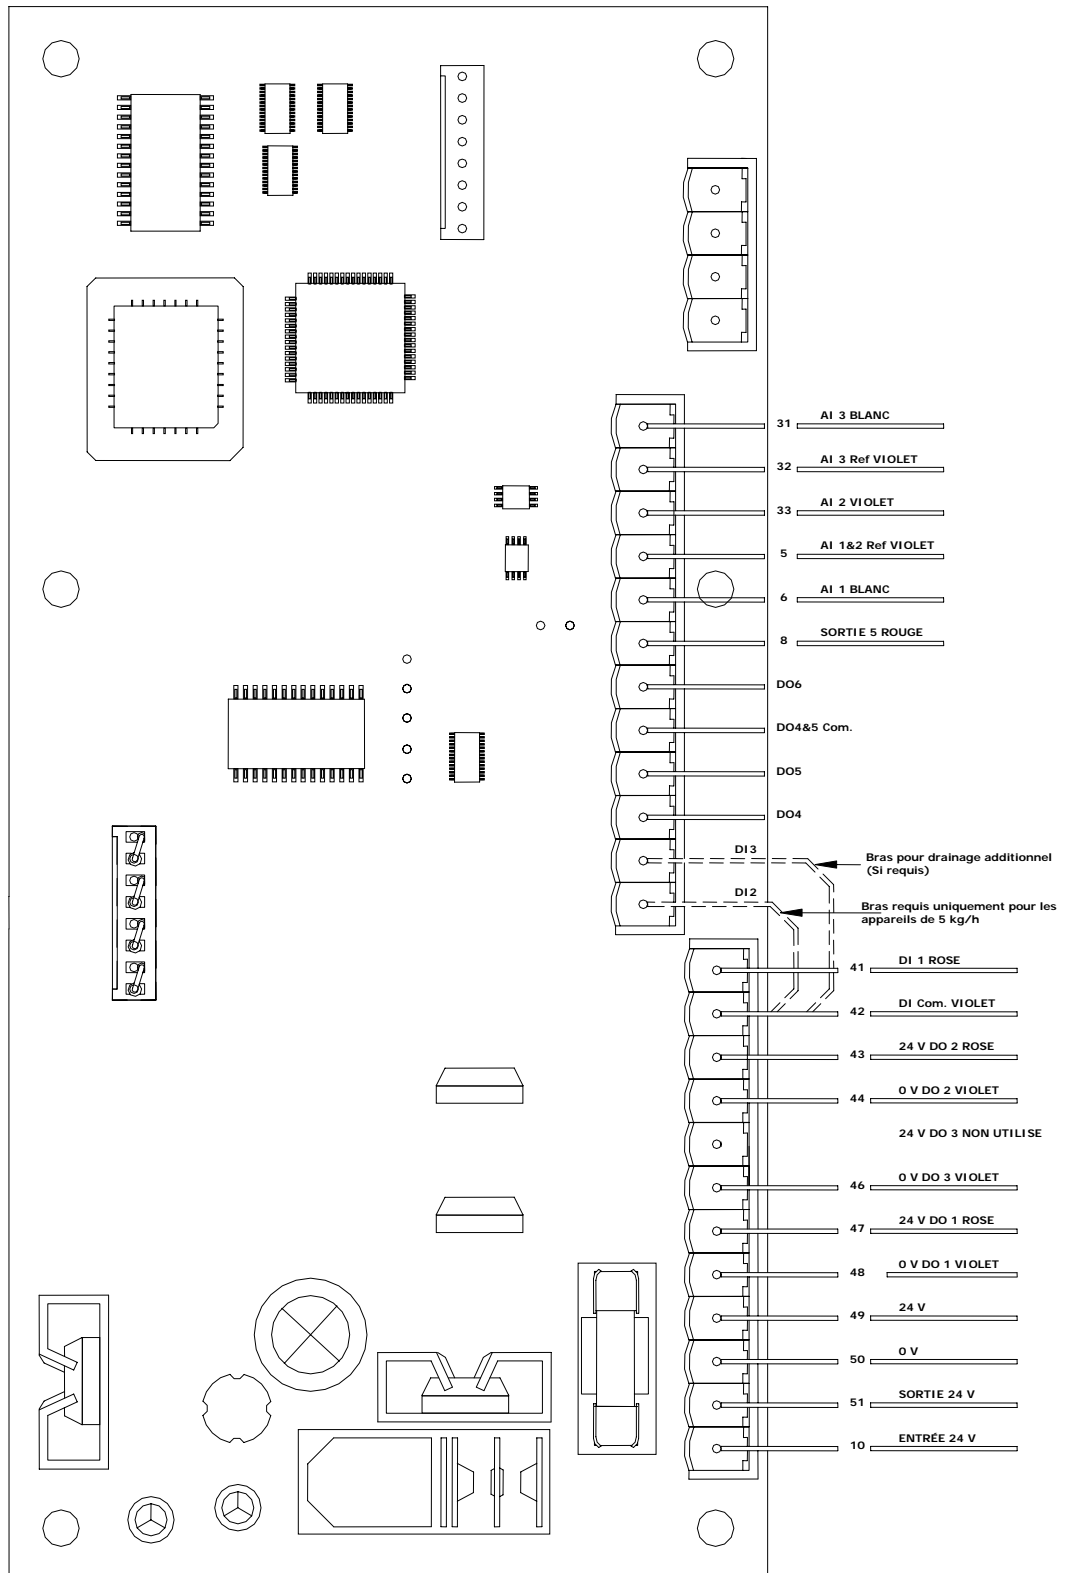 31 AI 3 BLANC
32 AI 3 Ref VIOLET
33 AI 2 VIOLET
5 AI 1&2 Ref VIOLET
6 AI 1 BLANC
8 SORTIE 5 ROUGE
DO6
DO4&5 Com.
DO5
DO4
DI3
Bras pour drainage additionnel
(Si requis)
DI2
Bras requis uniquement pour les
appareils de 5 kg/h
41 DI 1 ROSE
42 DI Com. VIOLET
43 24 V DO 2 ROSE
44 0 V DO 2 VIOLET
24 V DO 3 NON UTILISE
46 0 V DO 3 VIOLET
47 24 V DO 1 ROSE
48 0 V DO 1 VIOLET
49 24 V
50 0 V
51 SORTIE 24 V
10 ENTRÉE 24 V